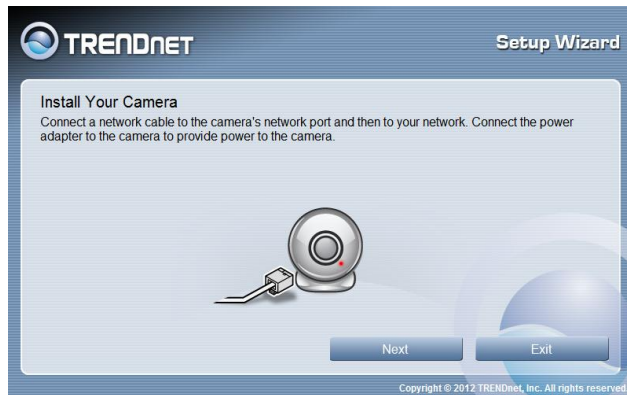 TRENDNET
Setup Wizard
Install Your Camera
Connect a network cable to the camera's network port and then to your network. Connect the power
adapter to the camera to provide power to the camera.
Next
Exit
Copyright © 2012 TRENDnet, Inc. All rights reserved